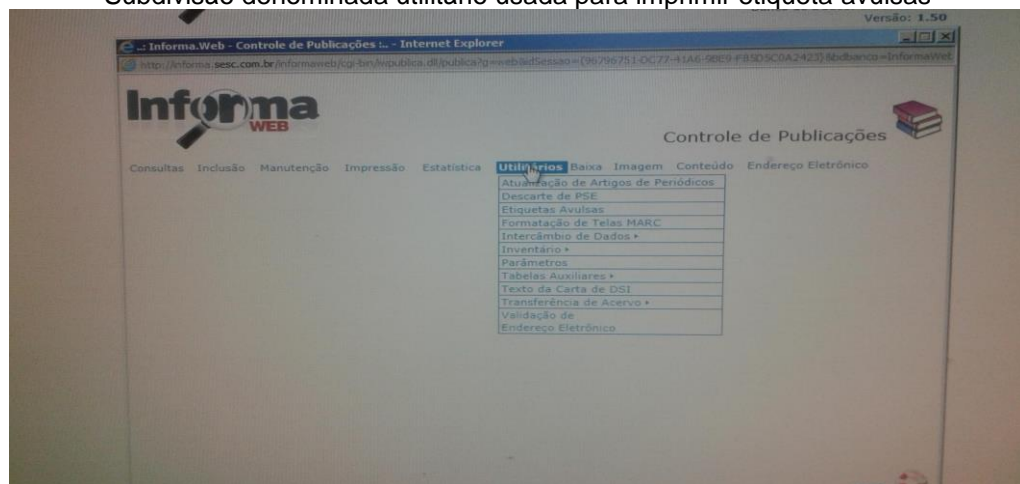 Subdivisão denominada utilitário usada para imprimir etiqueta avulsas
Versão: 1.50
..: Informa.Web - Controle de Publicações :.. - Internet Explorer
Informa
WEB
Controle de Publicações
Consultas Inclusão Manutenção Impressão Estatística Utilitários Baixa Imagem Conteúdo Endereço Eletrônico
Atualização de Artigos de Periódicos
Descarte de PSE
Etiquetas Avulsas
Formatação de Telas MARC
Intercâmbio de Dados
Inventário
Parâmetros
Tabelas Auxiliares
Texto da Carta de DSI
Transferência de Acervo
Validação de
Endereço Eletrônico